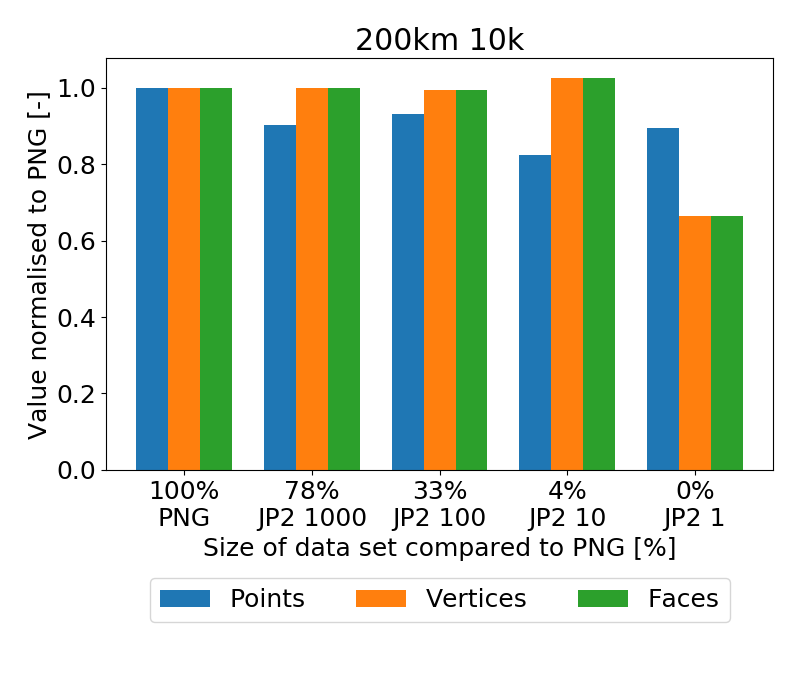 200km 10k
Value normalised to PNG [-]
1.0
0.8
0.6
0.4
0.2
0.0
100% 78% 33% 4% 0%
PNG JP2 1000 JP2 100 JP2 10 JP2 1
Size of data set compared to PNG [%]
Points Vertices Faces